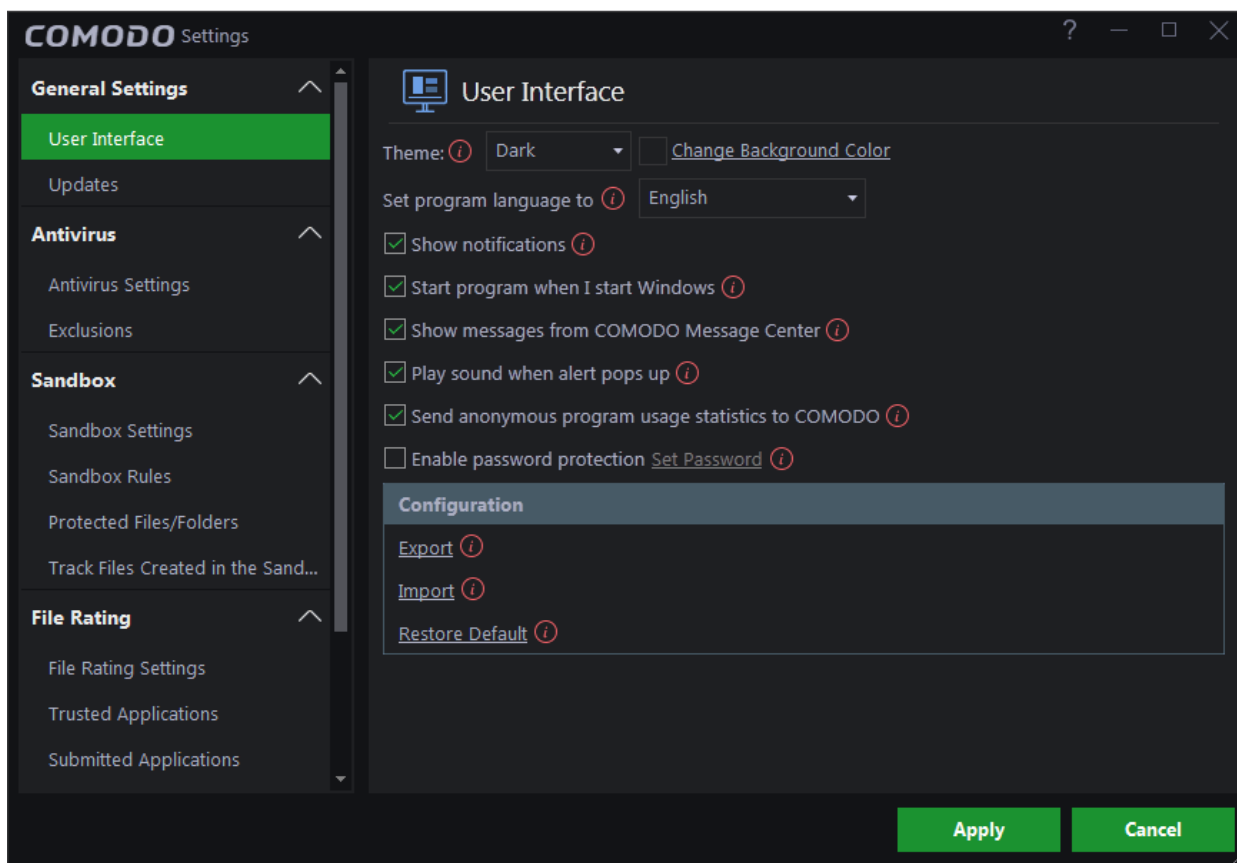 COMODO Settings
?
General Settings
User Interface
Updates
Antivirus
Antivirus Settings
Exclusions
Sandbox
Sandbox Settings
Sandbox Rules
Protected Files/Folders
Track Files Created in the Sand...
File Rating
File Rating Settings
Trusted Applications
Submitted Applications
User Interface
Theme: i Dark Change Background Color
Set program language to i English
Show notifications i
Start program when I start Windows i
Show messages from COMODO Message Center i
Play sound when alert pops up i
Send anonymous program usage statistics to COMODO i
Enable password protection Set Password i
Configuration
Export i
Import i
Restore Default i
Apply Cancel